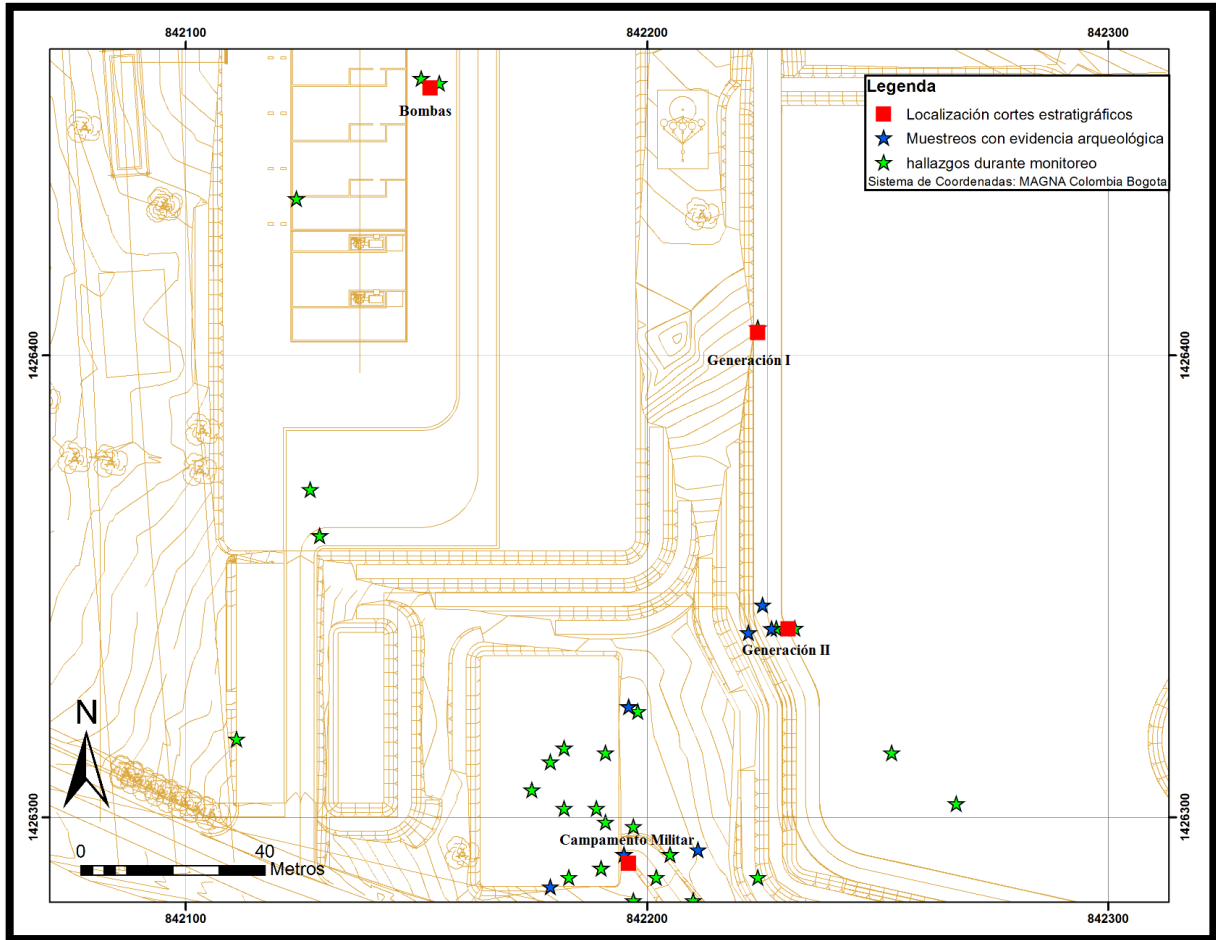 842100
842200
842300
Legenda
Localización cortes estratigráficos
Muestreos con evidencia arqueológica
hallazgos durante monitoreo
Sistema de Coordenadas: MAGNA Colombia Bogota
Bombas
1426400
Generación I
1426400
Generación II
N
1426300
Campamento Militar
1426300
0
40
Metros
842100
842200
842300